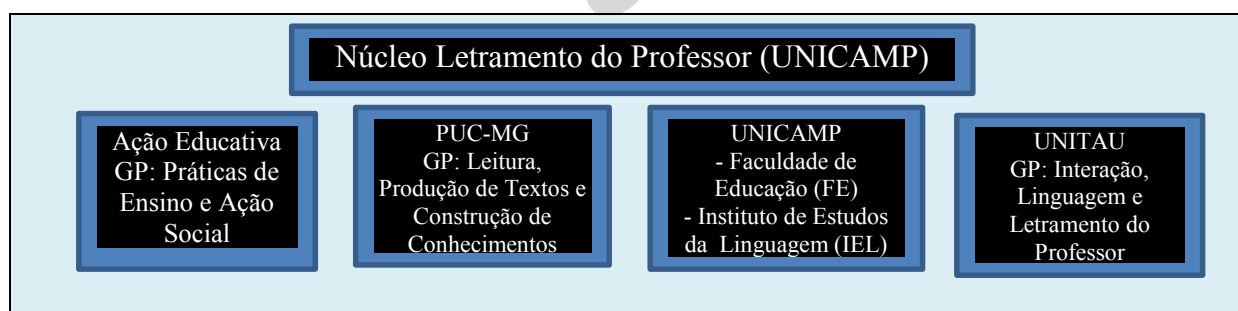 Núcleo Letramento do Professor (UNICAMP)
Ação Educativa
GP: Práticas de
Ensino e Ação
Social
PUC-MG
GP: Leitura,
Produção de Textos e
Construção de
Conhecimentos
UNICAMP
- Faculdade de
Educação (FE)
- Instituto de Estudos
da Linguagem (IEL)
UNITAU
GP: Interação,
Linguagem e
Letramento do
Professor